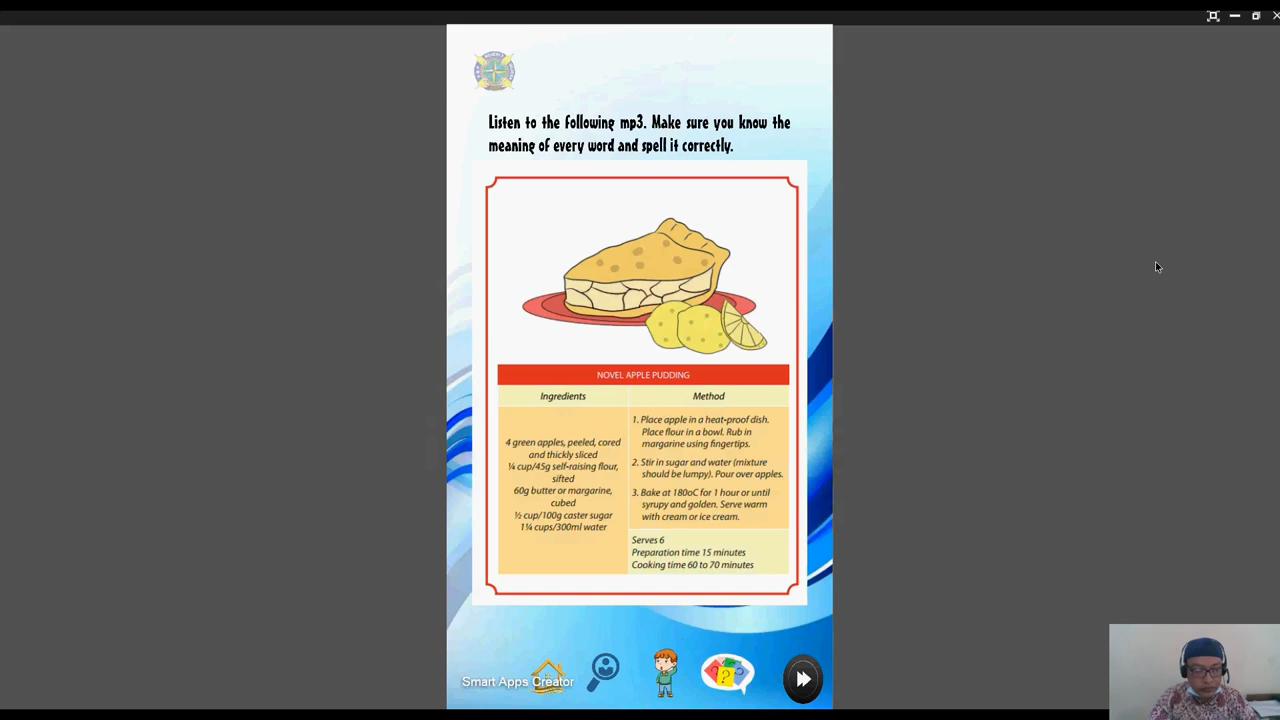 Listen to the following mp3. Make sure you know the
meaning of every word and spell it correctly.
NOVEL APPLE PUDDING
Ingredients
4 green apples, peeled, cored
and thickly sliced
¼ cup/45g self-raising flour,
sifted
60g butter or margarine,
cubed
½ cup/100g caster sugar
1¼ cups/300ml water
Method
1. Place apple in a heat-proof dish.
Place flour in a bowl. Rub in
margarine using fingertips.
2. Stir in sugar and water (mixture
should be lumpy). Pour over apples.
3. Bake at 180oC for 1 hour or until
syrupy and golden. Serve warm
with cream or ice cream.
Serves 6
Preparation time 15 minutes
Cooking time 60 to 70 minutes
Smart Apps Creator